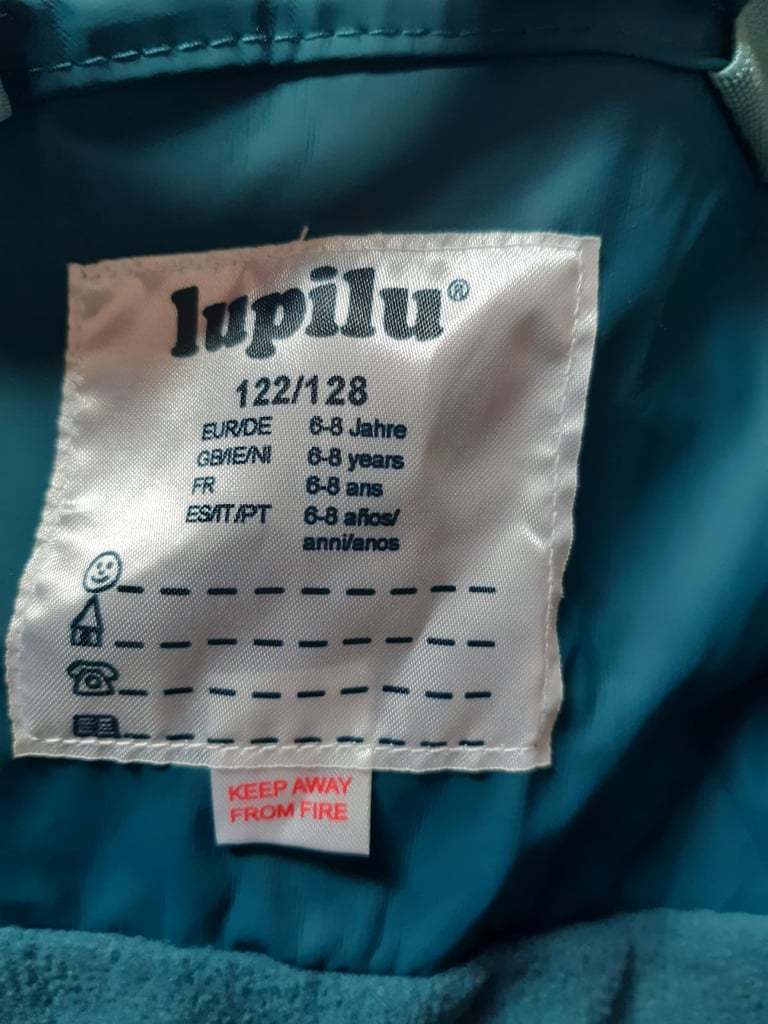 lupilu®
122/128
EUR/DE 6-8 Jahre
GB/IE/NI 6-8 years
FR 6-8 ans
ES/IT/PT 6-8 años/
anni/anos
KEEP AWAY
FROM FIRE